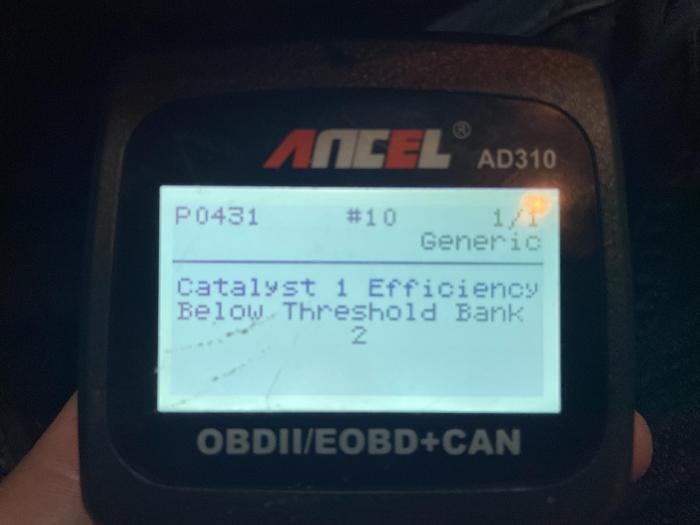 ANCEL® AD310
P0431 #10 1/1
Generic
Catalyst 1 Efficiency
Below Threshold Bank
2
OBDII/EOBD+CAN